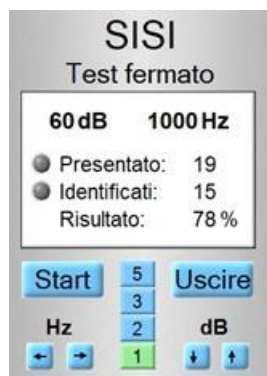 SISI
Test fermato
60 dB 1000 Hz
Presentato: 19
Identificati: 15
Risultato: 78 %
Start 5 Uscire
3
Hz 2 dB
1